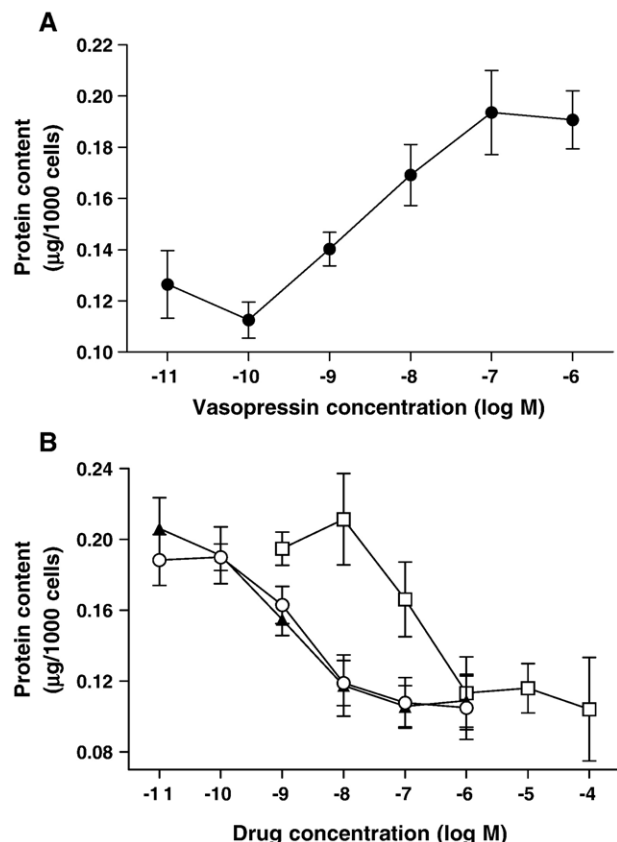 A
0.22
0.20
0.18
0.16
0.14
0.12
0.10
Protein content
(µg/1000 cells)
-11 -10 -9 -8 -7 -6
Vasopressin concentration (log M)
B
0.24
0.20
0.16
0.12
0.08
Protein content
(µg/1000 cells)
-11 -10 -9 -8 -7 -6 -5 -4
Drug concentration (log M)